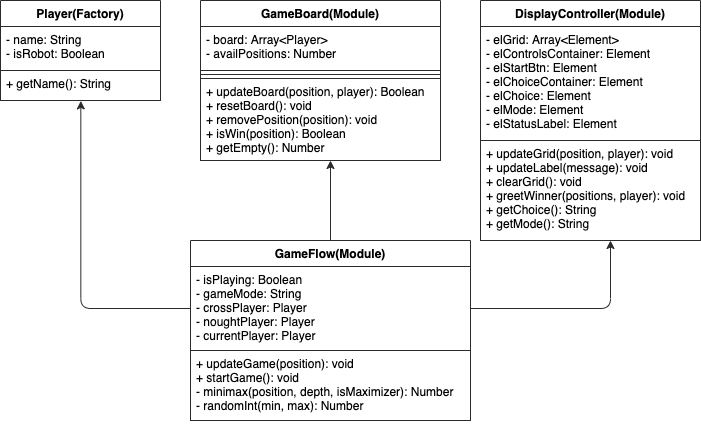 Player(Factory)
- name: String
- isRobot: Boolean
+ getName(): String
GameBoard(Module)
- board: Array<Player>
- availPositions: Number
+ updateBoard(position, player): Boolean
+ resetBoard(): void
+ removePosition(position): void
+ isWin(position): Boolean
+ getEmpty(): Number
DisplayController(Module)
- elGrid: Array<Element>
- elControlsContainer: Element
- elStartBtn: Element
- elChoiceContainer: Element
- elChoice: Element
- elMode: Element
- elStatusLabel: Element
+ updateGrid(position, player): void
+ updateLabel(message): void
+ clearGrid(): void
+ greetWinner(positions, player): void
+ getChoice(): String
+ getMode(): String
GameFlow(Module)
- isPlaying: Boolean
- gameMode: String
- crossPlayer: Player
- noughtPlayer: Player
- currentPlayer: Player
+ updateGame(position): void
+ startGame(): void
- minimax(position, depth, isMaximizer): Number
- randomInt(min, max): Number